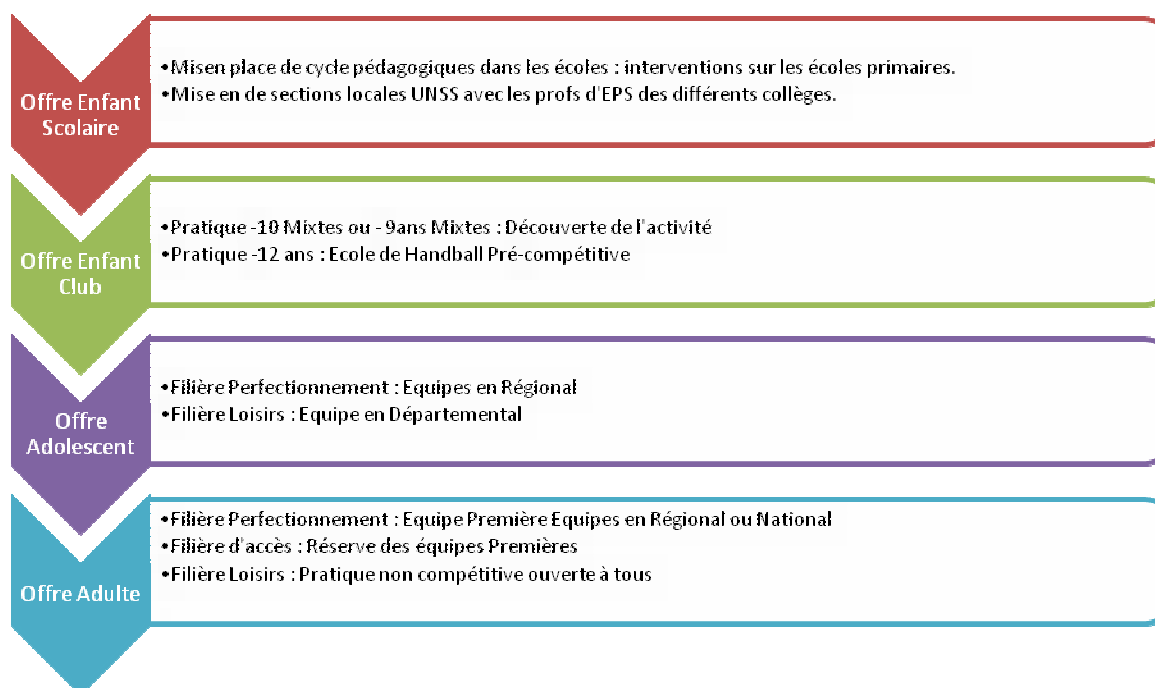 Offre Enfant
Scolaire
•Misen place de cycle pédagogiques dans les écoles : interventions sur les écoles primaires.
•Mise en de sections locales UNSS avec les profs d'EPS des différents collèges.
Offre Enfant
Club
•Pratique -10 Mixtes ou - 9ans Mixtes : Découverte de l'activité
•Pratique -12 ans : Ecole de Handball Pré-compétitive
Offre
Adolescent
•Filière Perfectionnement : Equipes en Régional
•Filière Loisirs : Equipe en Départemental
Offre Adulte
•Filière Perfectionnement : Equipe Première Equipes en Régional ou National
•Filière d'accès : Réserve des équipes Premières
•Filière Loisirs : Pratique non compétitive ouverte à tous